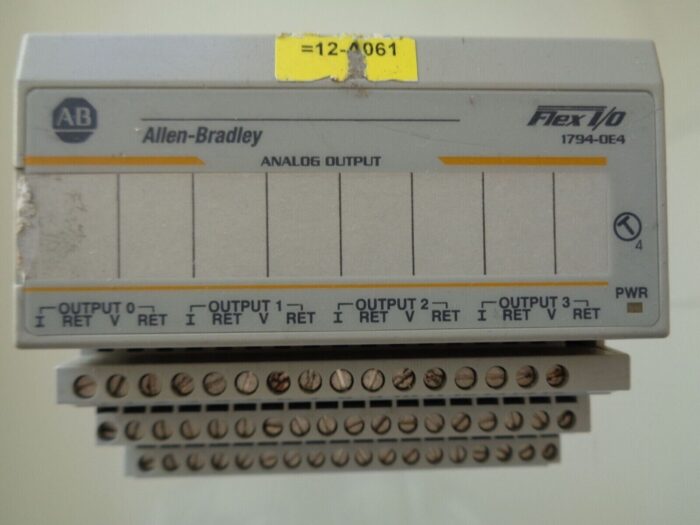 =12-A061
AB
Allen-Bradley
Flex I/O
1794-OE4
ANALOG OUTPUT
4
PWR
OUTPUT 0 OUTPUT 1 OUTPUT 2 OUTPUT 3
I RET V RET I RET V RET I RET V RET I RET V RET